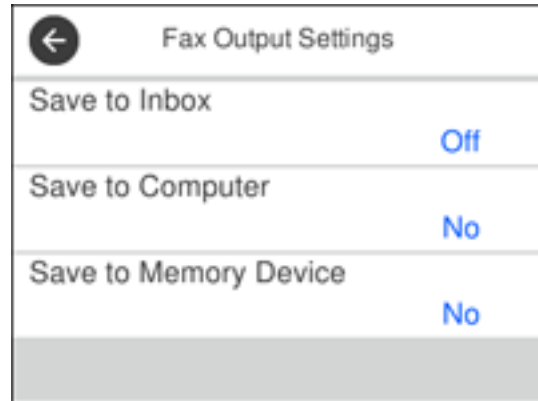 Fax Output Settings
Save to Inbox
Off
Save to Computer
No
Save to Memory Device
No